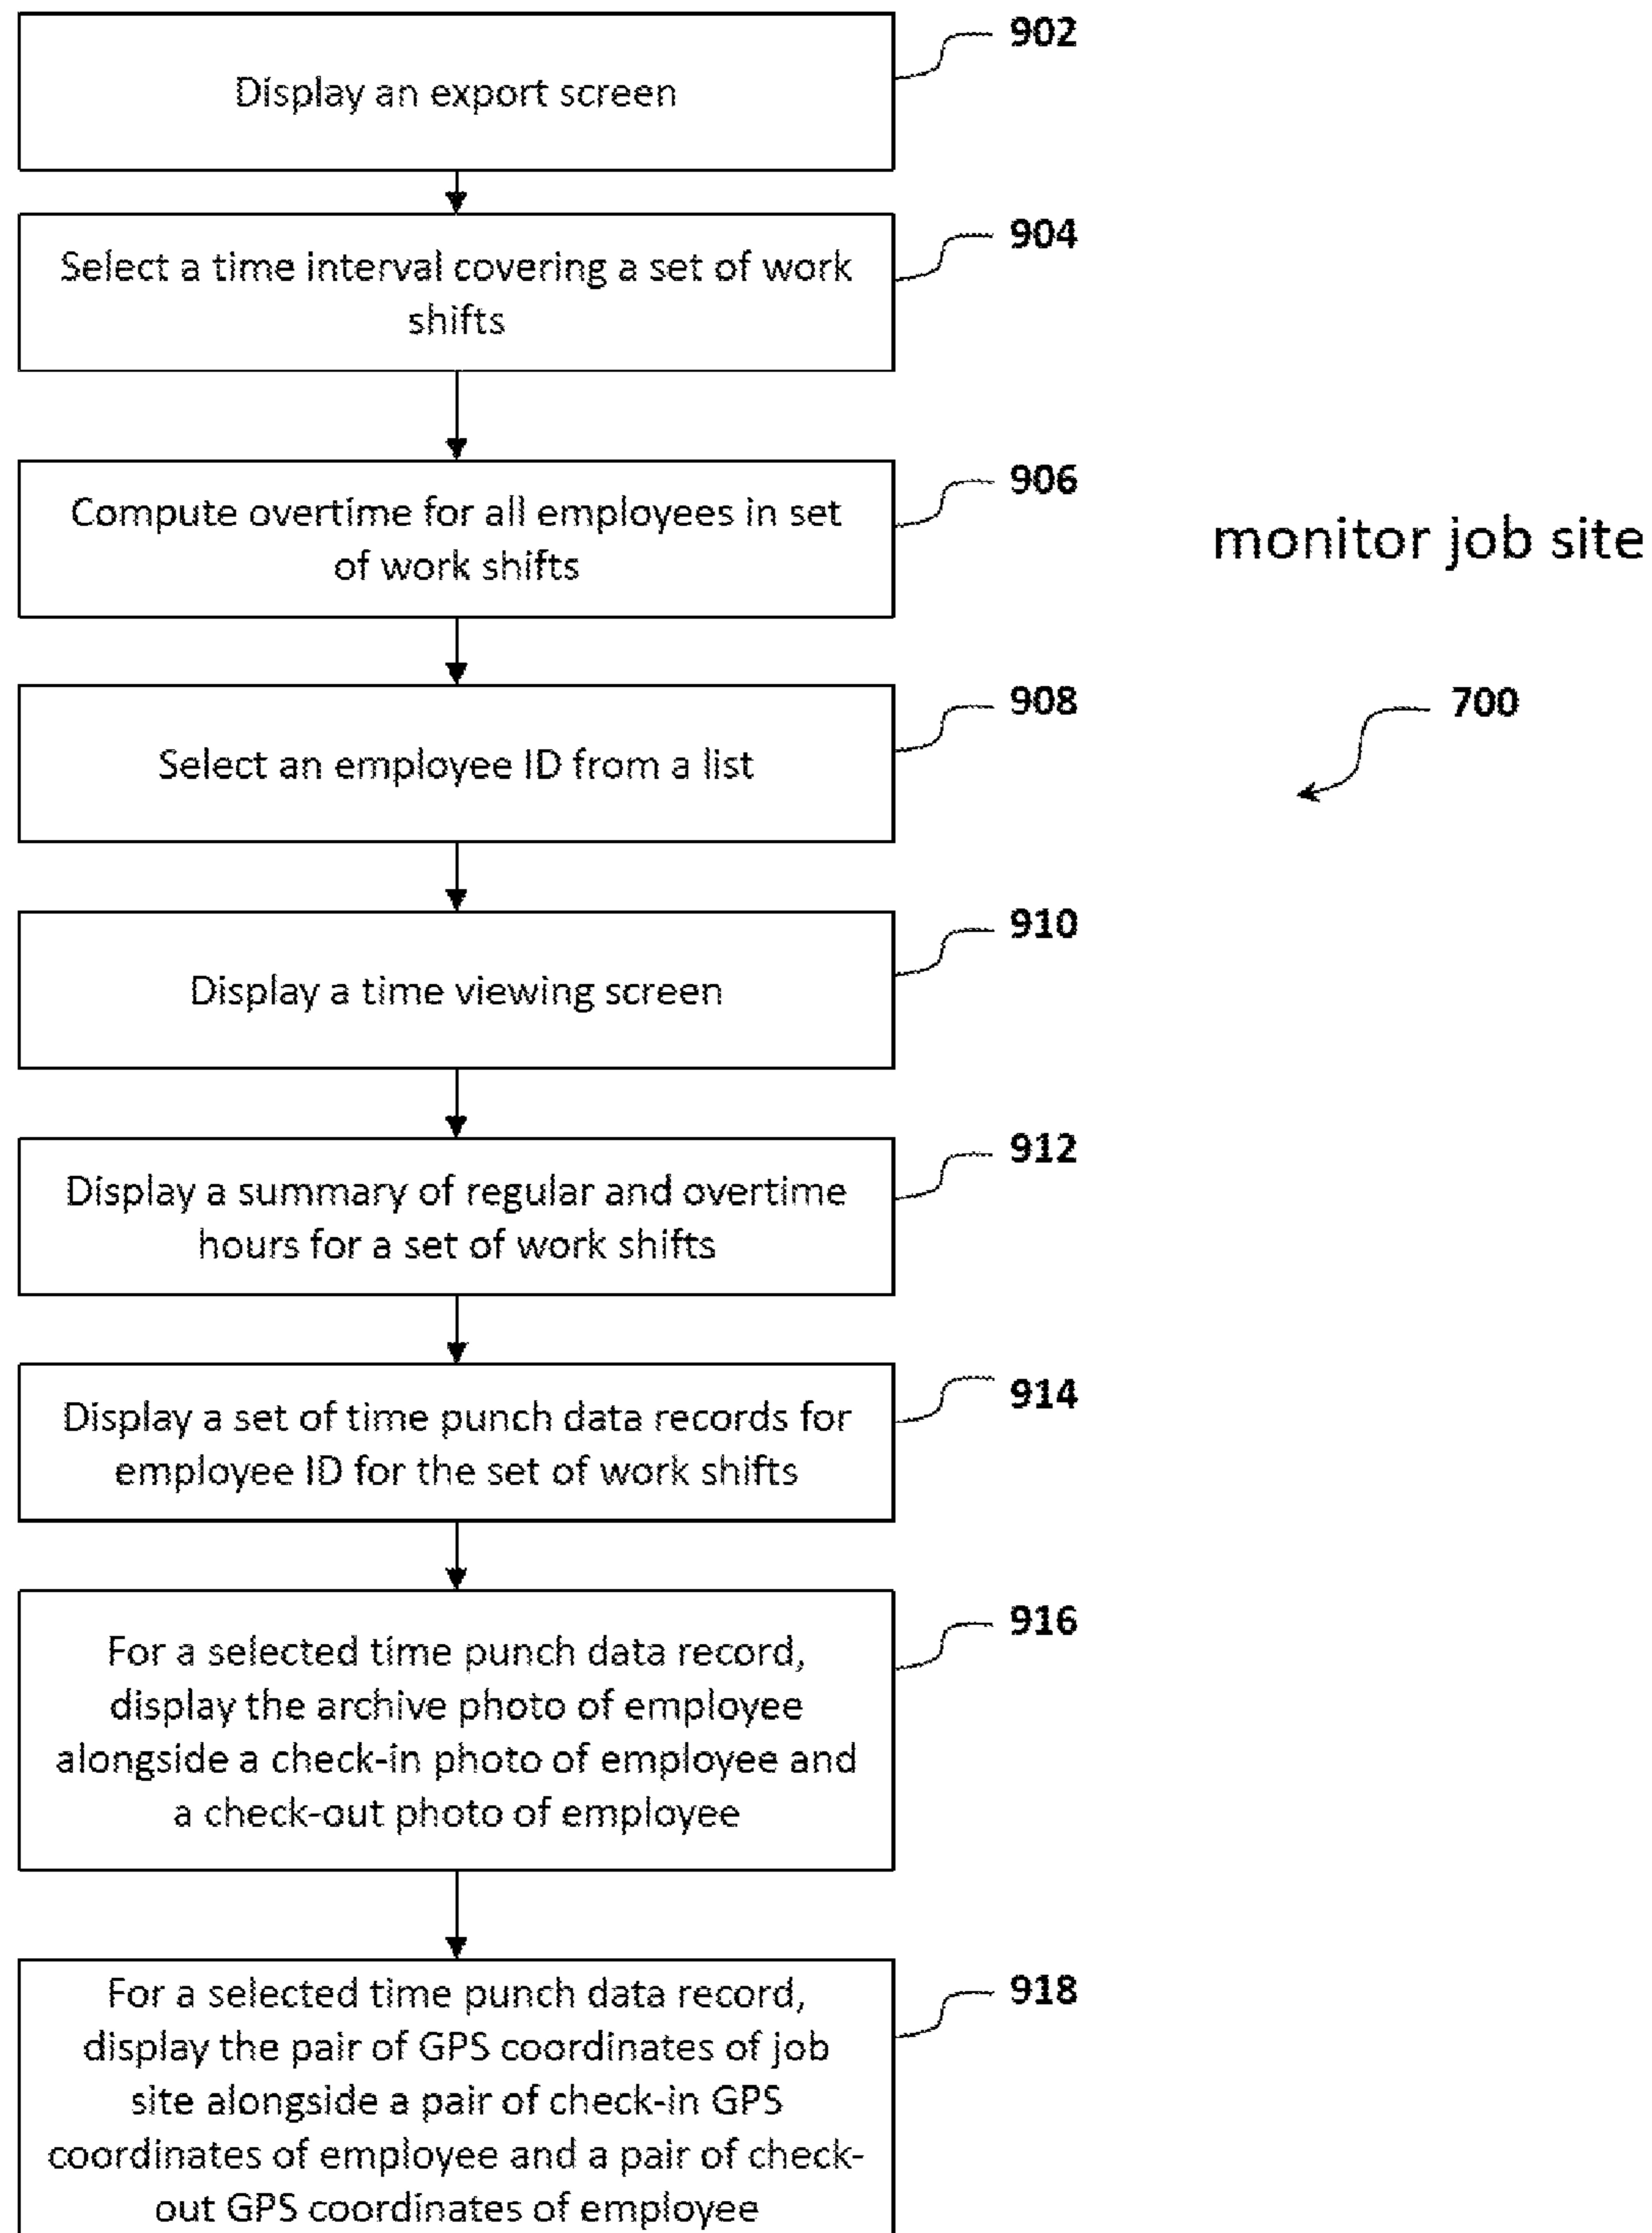 902
Display an export screen
904
Select a time interval covering a set of work
shifts
906
Compute overtime for all employees in set
of work shifts
monitor job site
908
Select an employee ID from a list
700
910
Display a time viewing screen
912
Display a summary of regular and overtime
hours for a set of work shifts
914
Display a set of time punch data records for
employee ID for the set of work shifts
916
For a selected time punch data record,
display the archive photo of employee
alongside a check-in photo of employee and
a check-out photo of employee
918
For a selected time punch data record,
display the pair of GPS coordinates of job
site alongside a pair of check-in GPS
coordinates of employee and a pair of check-
out GPS coordinates of employee